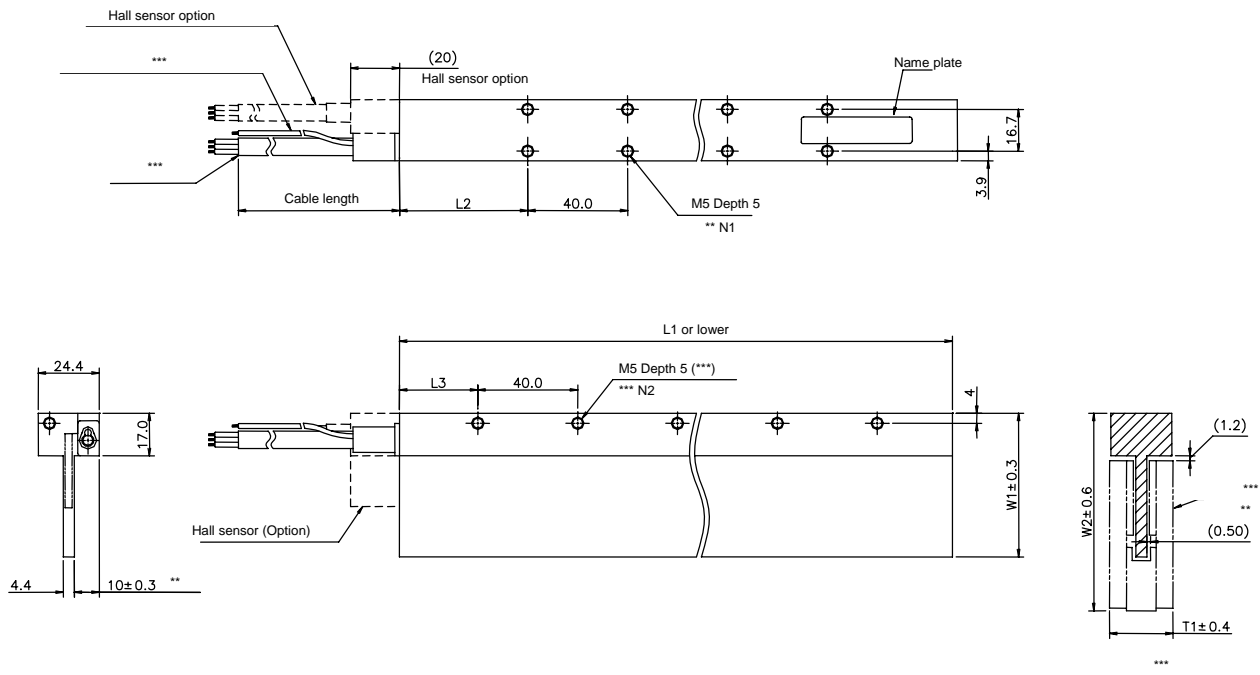 Hall sensor option
***
(20)
Hall sensor option
Name plate
16.7
3.9
***
Cable length
L2
40.0
M5 Depth 5
** N1
L1 or lower
24.4
L3
40.0
M5 Depth 5 (***)
*** N2
4
17.0
W1±0.3
W2±0.6
(1.2)
***
**
(0.50)
Hall sensor (Option)
4.4
10±0.3 **
T1±0.4
***